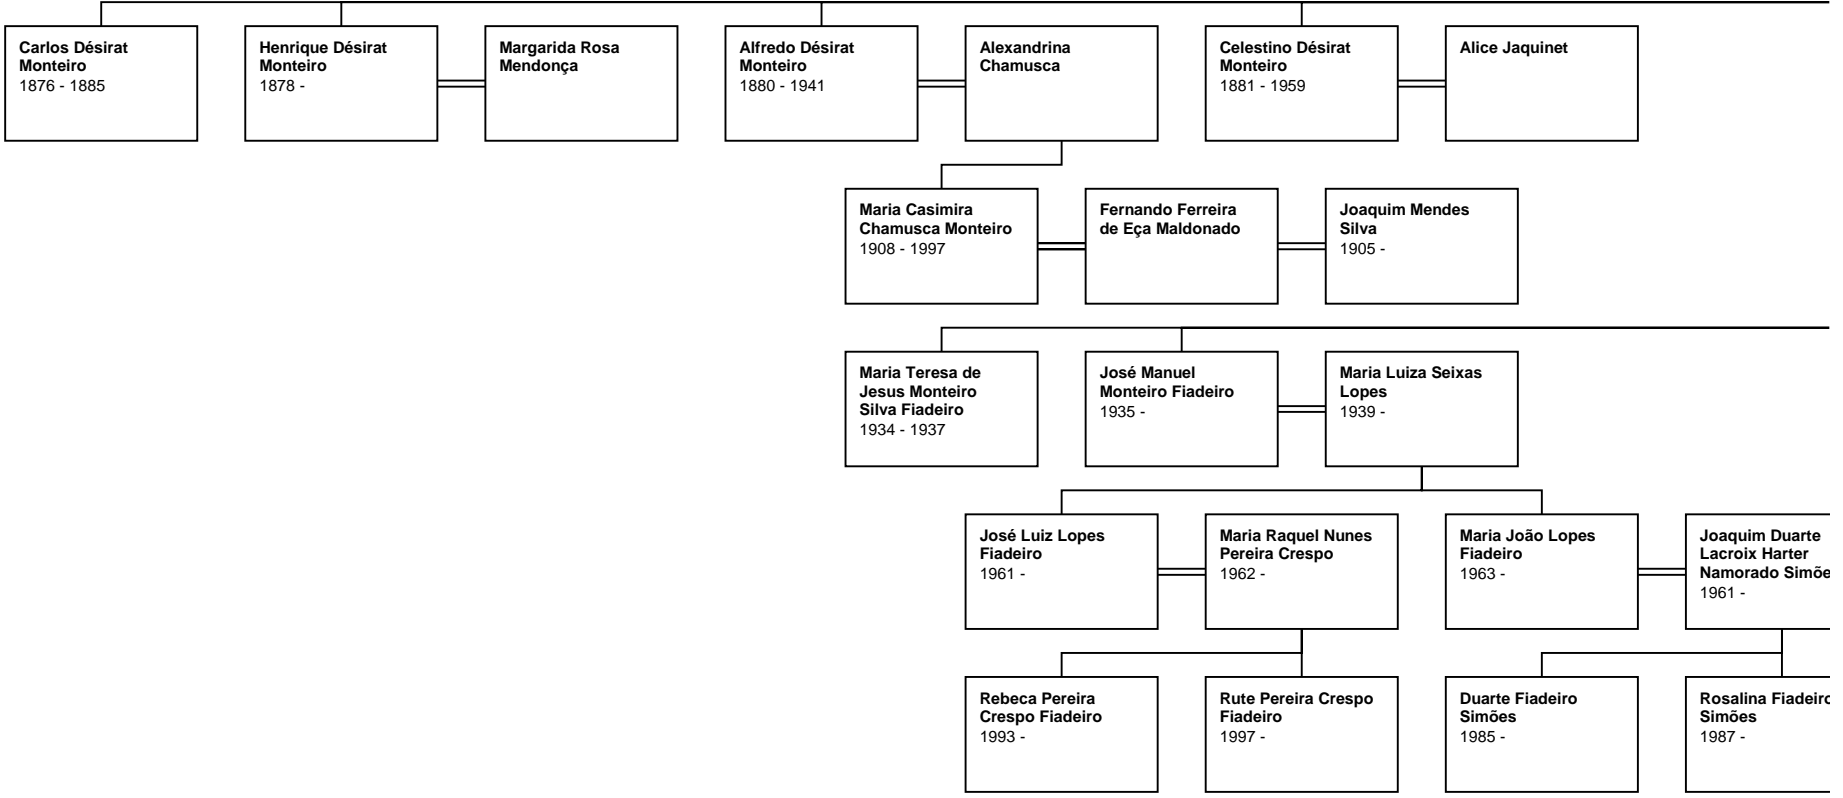 Carlos Désirat
Monteiro
1876 - 1885
Henrique Désirat
Monteiro
1878 -
Margarida Rosa
Mendonça
Alfredo Désirat
Monteiro
1880 - 1941
Alexandrina
Chamusca
Celestino Désirat
Monteiro
1881 - 1959
Alice Jaquinet
Maria Casimira
Chamusca Monteiro
1908 - 1997
Fernando Ferreira
de Eça Maldonado
Joaquim Mendes
Silva
1905 -
Maria Teresa de
Jesus Monteiro
Silva Fiadeiro
1934 - 1937
José Manuel
Monteiro Fiadeiro
1935 -
Maria Luiza Seixas
Lopes
1939 -
José Luiz Lopes
Fiadeiro
1961 -
Maria Raquel Nunes
Pereira Crespo
1962 -
Maria João Lopes
Fiadeiro
1963 -
Joaquim Duarte
Lacroix Harter
Namorado Simõe
1961 -
Rebeca Pereira
Crespo Fiadeiro
1993 -
Rute Pereira Crespo
Fiadeiro
1997 -
Duarte Fiadeiro
Simões
1985 -
Rosalina Fiadeiro
Simões
1987 -